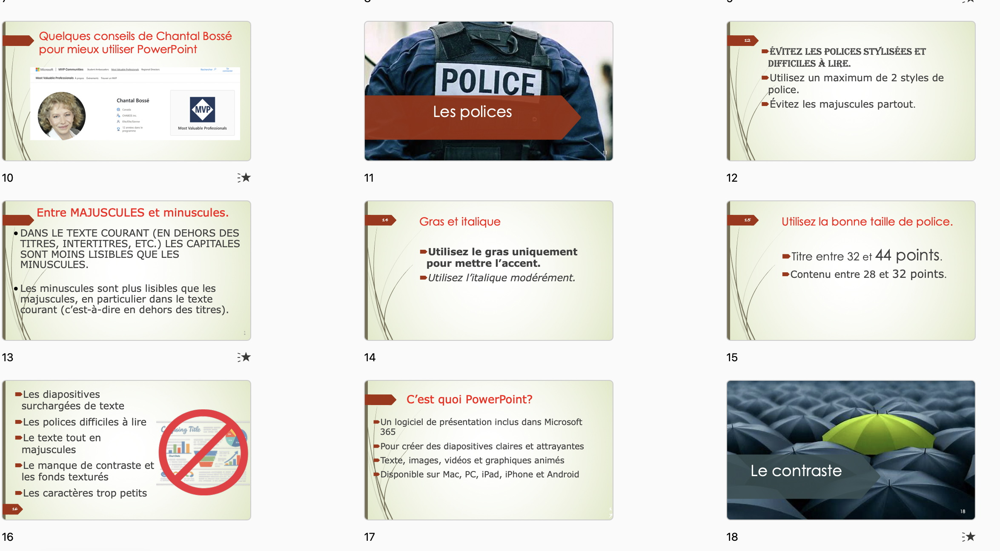 Quelques conseils de Chantal Bossé
pour mieux utiliser PowerPoint
Microsoft | MVP Communities Student Ambassadors Most Valuable Professionals Regional Directors Rechercher Se connecter
Most Valuable Professionals À propos Événements Trouver un MVP
Chantal Bossé
Canada
CHABOS inc.
Elle/Elle/Sienne
12 années dans le
programme
MVP
Most Valuable Professionals
10
POLICE
Les polices
11
11
12
ÉVITEZ LES POLICES STYLISÉES ET
DIFFICILES À LIRE.
Utilisez un maximum de 2 styles de
police.
Évitez les majuscules partout.
12
Entre MAJUSCULES et minuscules.
DANS LE TEXTE COURANT (EN DEHORS DES
TITRES, INTERTITRES, ETC.) LES CAPITALES
SONT MOINS LISIBLES QUE LES
MINUSCULES.
Les minuscules sont plus lisibles que les
majuscules, en particulier dans le texte
courant (c’est-à-dire en dehors des titres).
13
14
Gras et italique
Utilisez le gras uniquement
pour mettre l’accent.
Utilisez l’italique modérément.
14
15
Utilisez la bonne taille de police.
Titre entre 32 et 44 points.
Contenu entre 28 et 32 points.
15
Les diapositives
surchargées de texte
Les polices difficiles à lire
Le texte tout en
majuscules
Le manque de contraste et
les fonds texturés
Les caractères trop petits
Title
Chart Data
16
16
C’est quoi PowerPoint?
Un logiciel de présentation inclus dans Microsoft
365
Pour créer des diapositives claires et attrayantes
Texte, images, vidéos et graphiques animés
Disponible sur Mac, PC, iPad, iPhone et Android
17
Le contraste
18
18